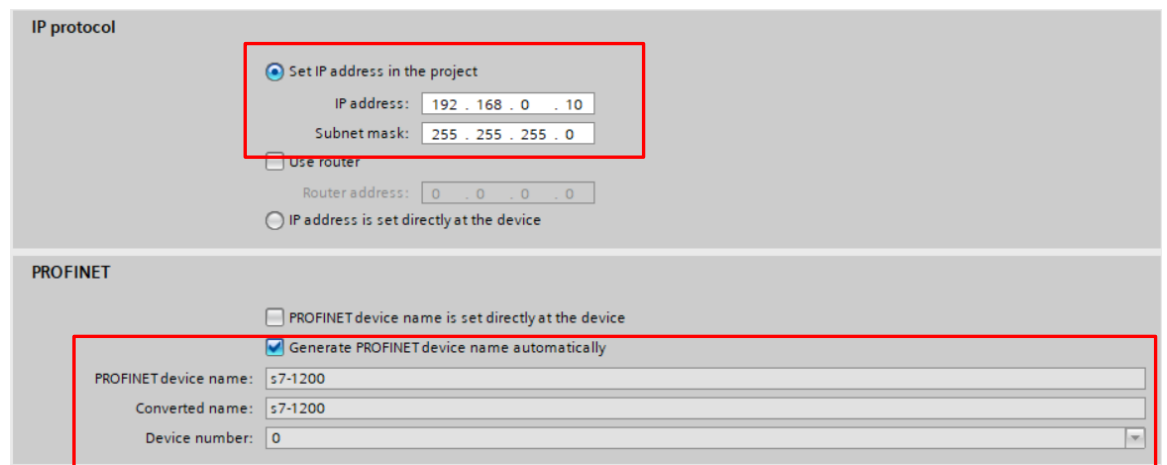 IP protocol
Set IP address in the project
IP address: 192 . 168 . 0 . 10
Subnet mask: 255 . 255 . 255 . 0
Use router
Router address: 0 . 0 . 0 . 0
IP address is set directly at the device
PROFINET
PROFINET device name is set directly at the device
Generate PROFINET device name automatically
PROFINET device name: s7-1200
Converted name: s7-1200
Device number: 0